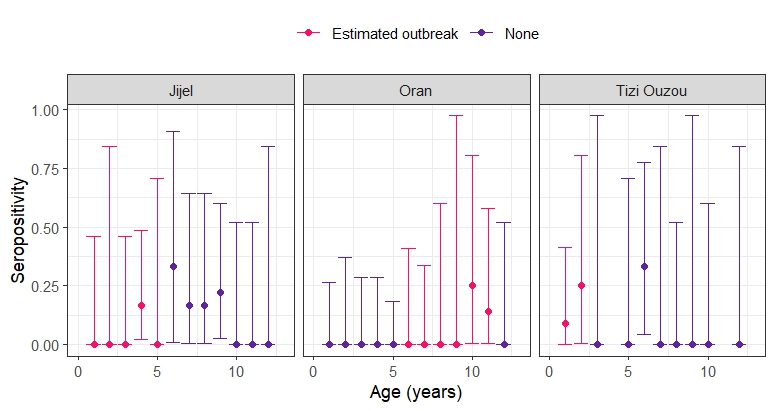 Estimated outbreak None
Jijel Oran Tizi Ouzou
1.00
0.75
0.50
0.25
0.00
Seropositivity
0 5 10 0 5 10 0 5 10
Age (years)